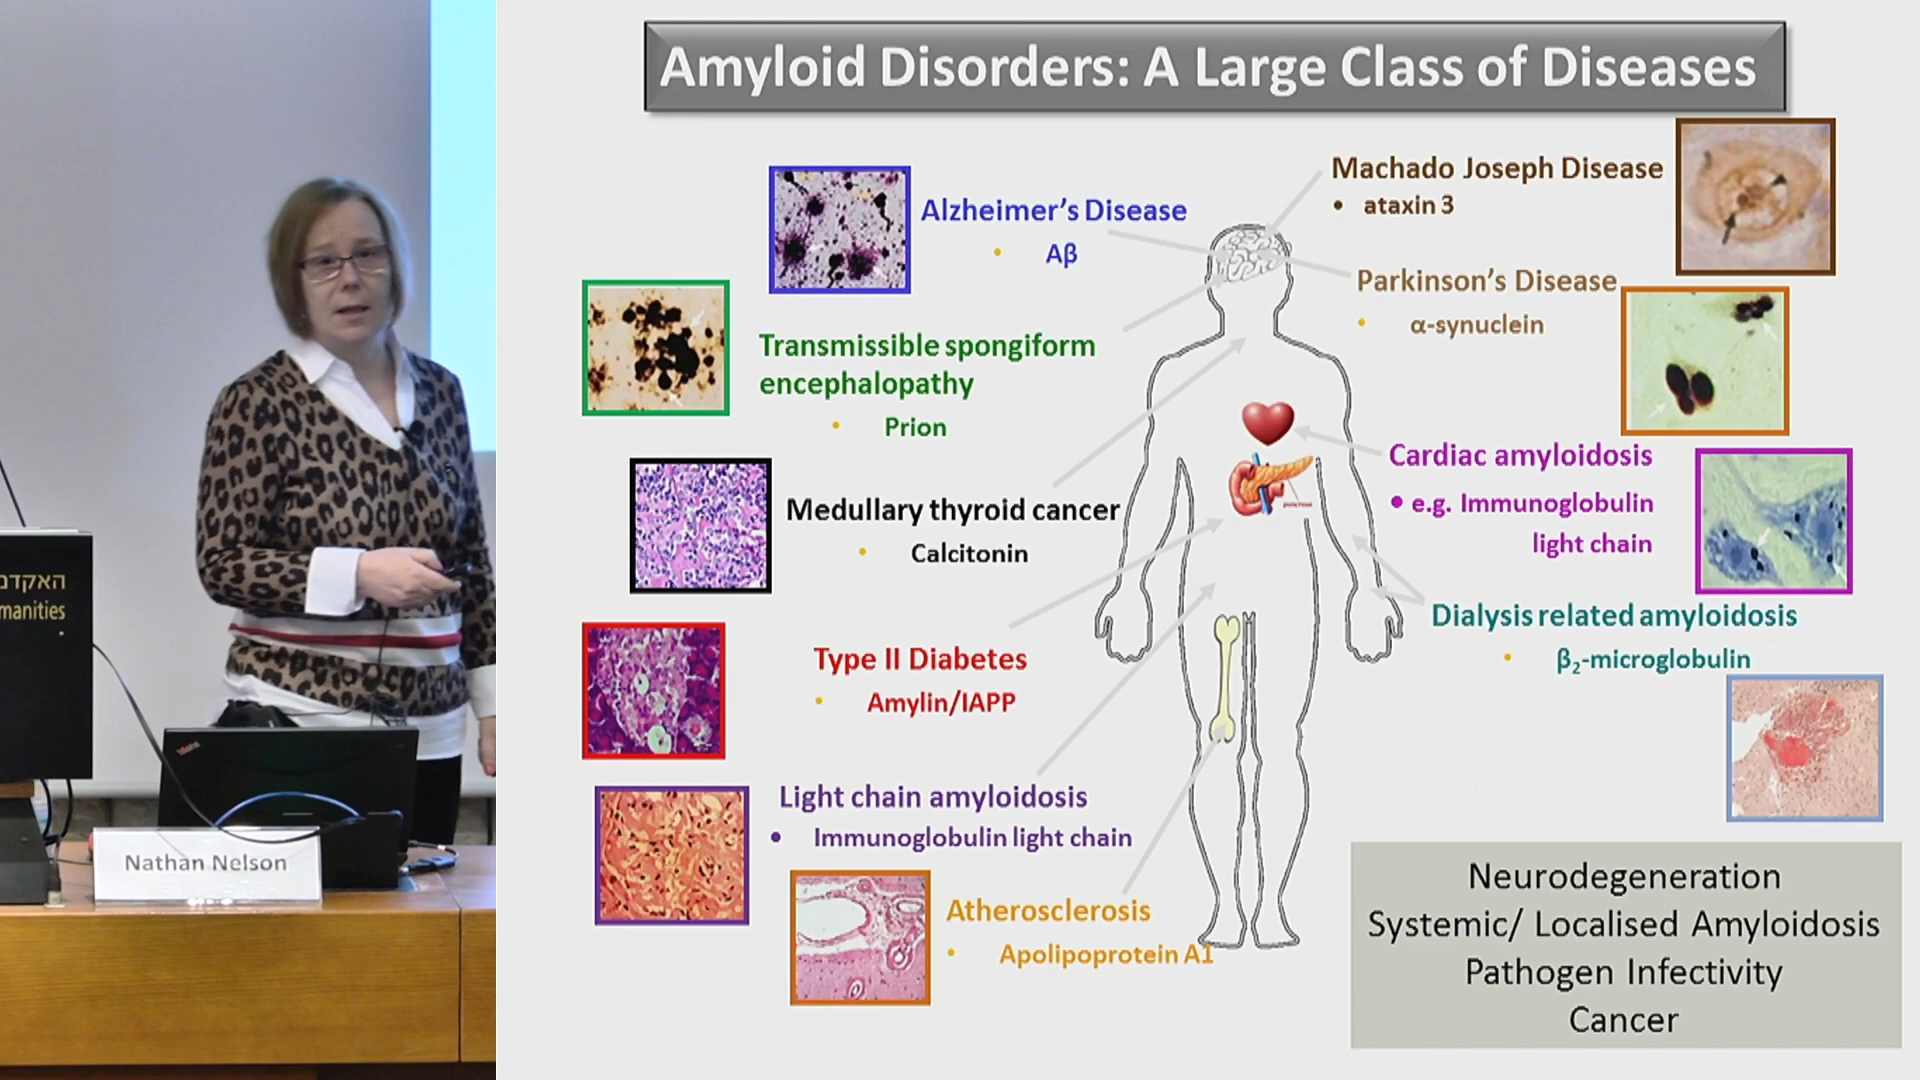 Amyloid Disorders: A Large Class of Diseases
Alzheimer's Disease
• Aβ
Transmissible spongiform
encephalopathy
• Prion
Medullary thyroid cancer
• Calcitonin
Type II Diabetes
• Amylin/IAPP
Light chain amyloidosis
• Immunoglobulin light chain
Atherosclerosis
• Apolipoprotein A1
Machado Joseph Disease
• ataxin 3
Parkinson's Disease
• α-synuclein
Cardiac amyloidosis
• e.g. Immunoglobulin
light chain
Dialysis related amyloidosis
• β₂-microglobulin
Neurodegeneration
Systemic/ Localised Amyloidosis
Pathogen Infectivity
Cancer
manities
ThinkPad
Nathan Nelson